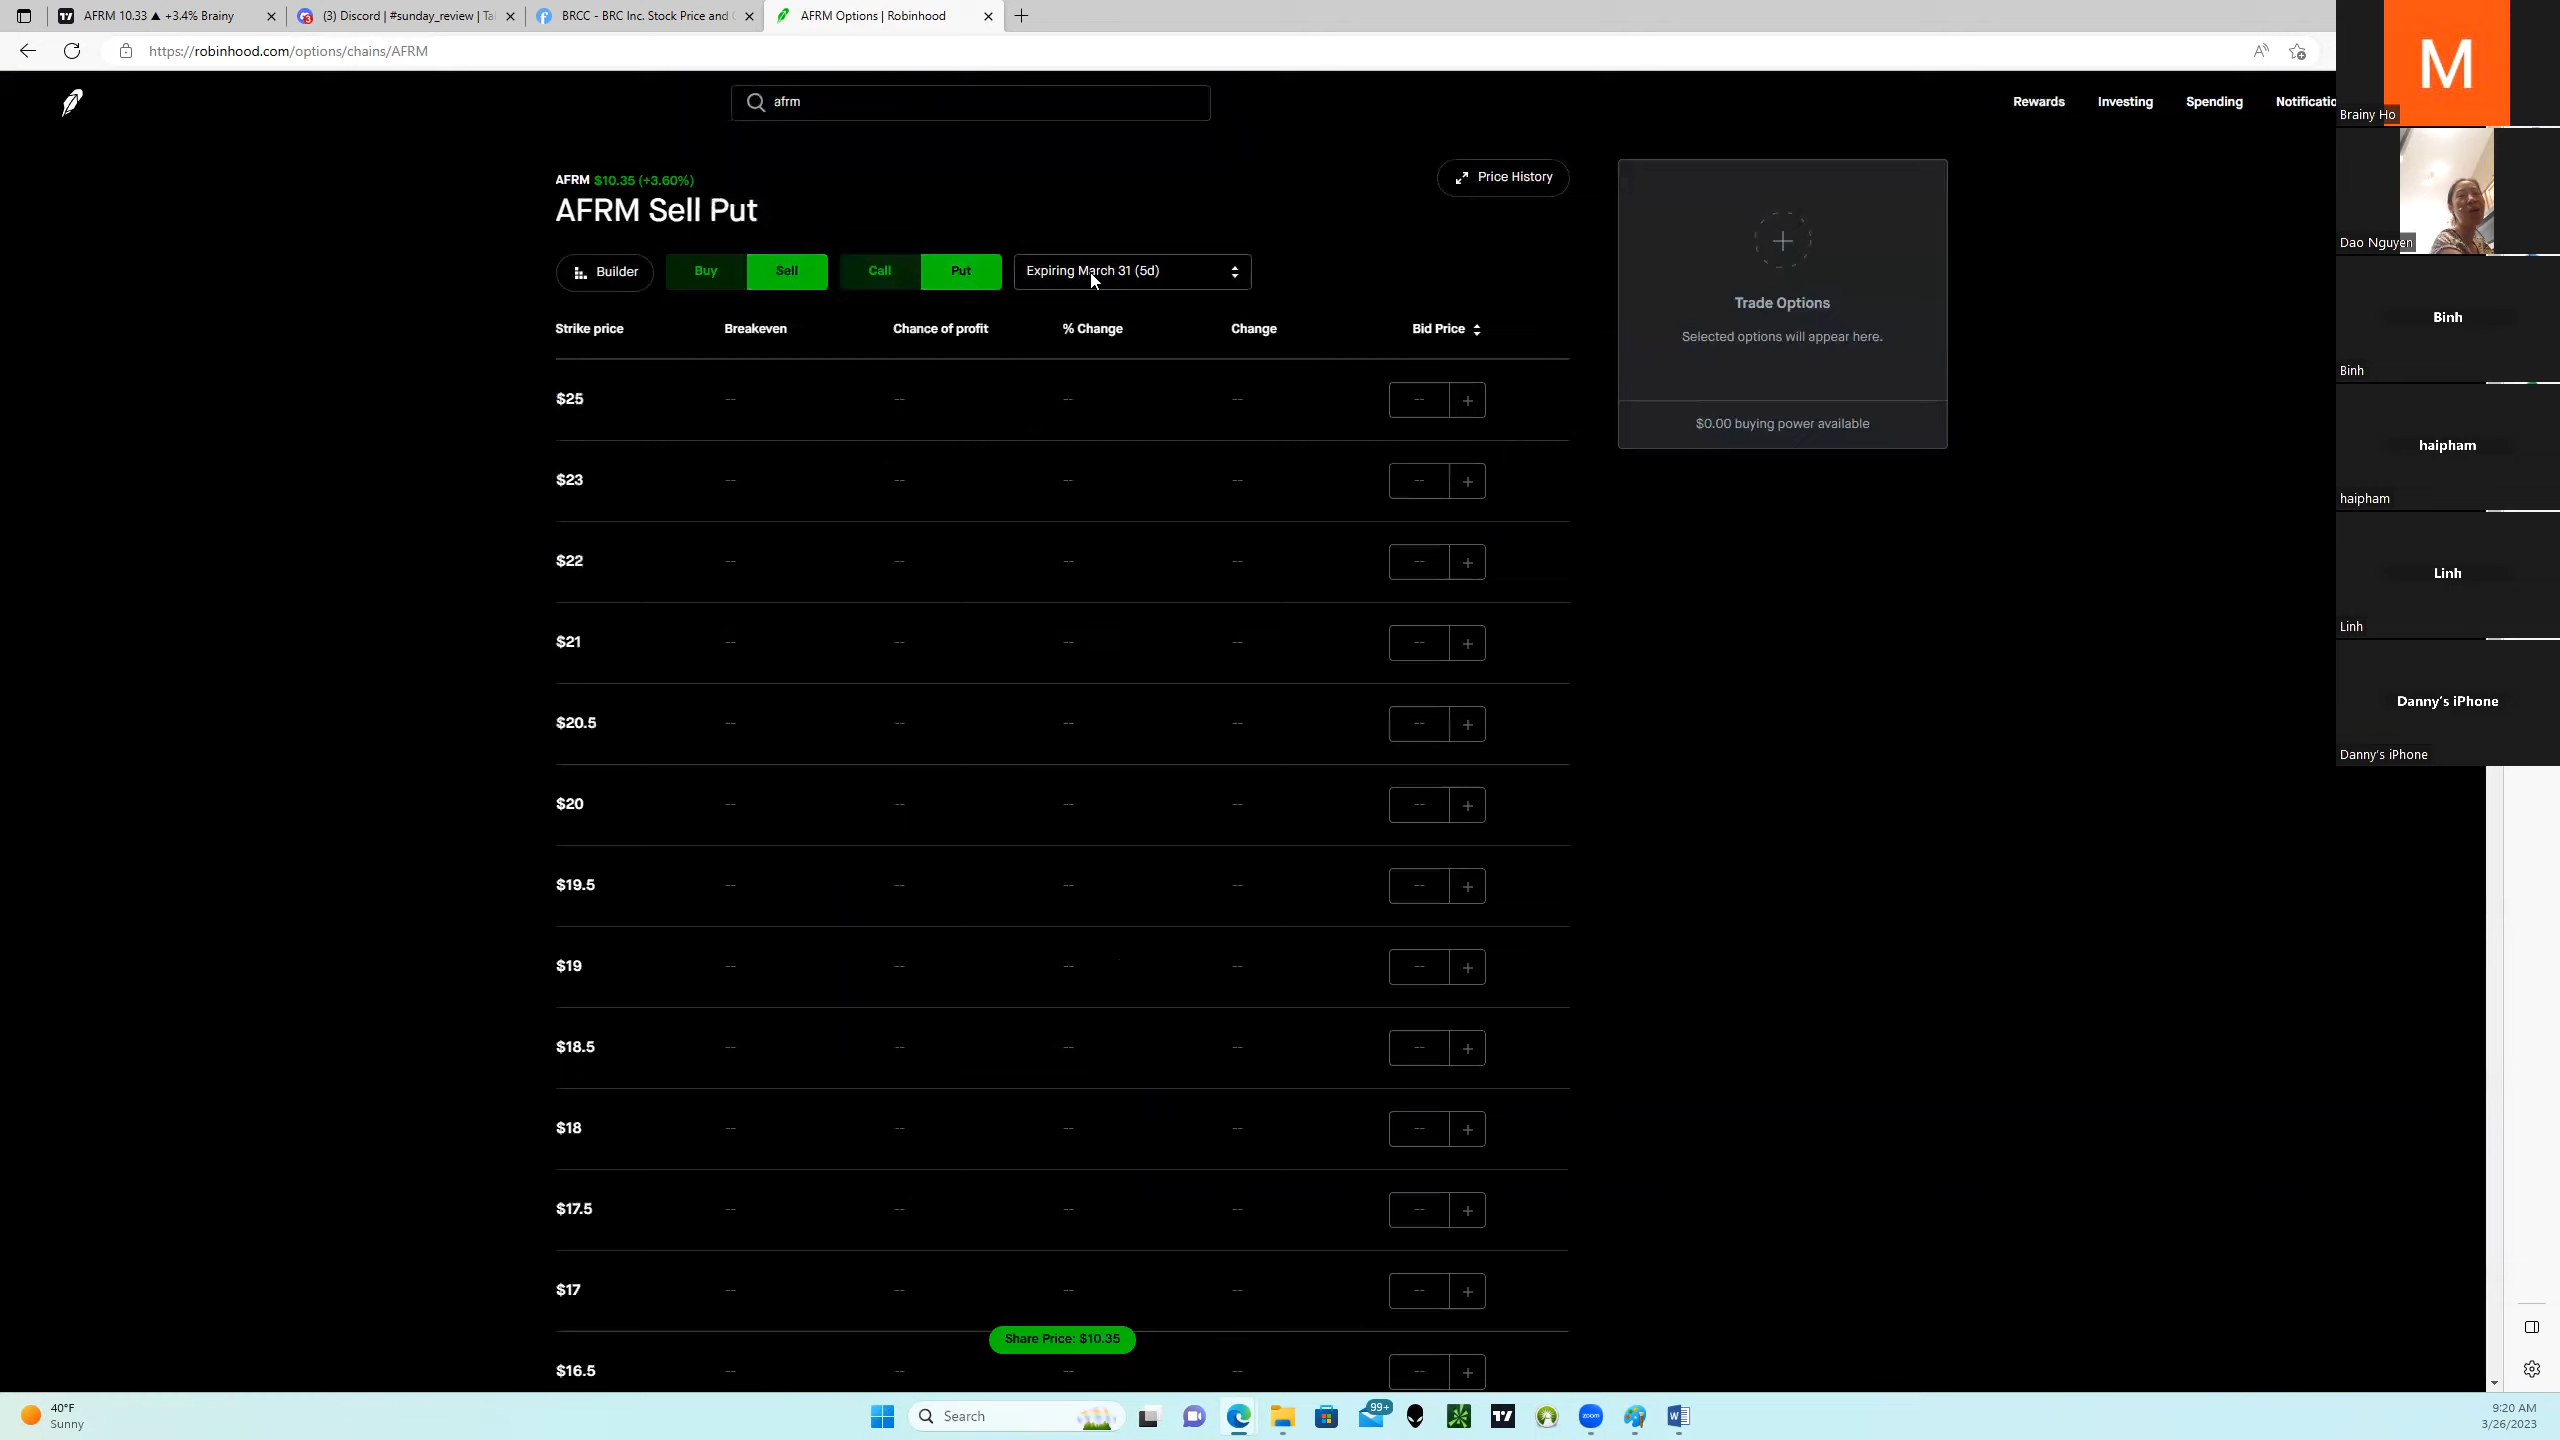 AFRM 10.33 ▲ +3.4% Brainy
(3) Discord | #sunday_review | Ta
BRCC - BRC Inc. Stock Price and
AFRM Options | Robinhood
https://robinhood.com/options/chains/AFRM
afrm
Rewards
Investing
Spending
Notificatio
M
Brainy Ho
Dao Nguyen
Binh
Binh
haipham
haipham
Linh
Linh
Danny's iPhone
Danny's iPhone
AFRM $10.35 (+3.60%)
AFRM Sell Put
Price History
Builder
Buy
Sell
Call
Put
Expiring March 31 (5d)
Strike price Breakeven Chance of profit % Change Change Bid Price
$25 -- -- -- -- -- +
$23 -- -- -- -- -- +
$22 -- -- -- -- -- +
$21 -- -- -- -- -- +
$20.5 -- -- -- -- -- +
$20 -- -- -- -- -- +
$19.5 -- -- -- -- -- +
$19 -- -- -- -- -- +
$18.5 -- -- -- -- -- +
$18 -- -- -- -- -- +
$17.5 -- -- -- -- -- +
$17 -- -- -- -- -- +
Share Price: $10.35
$16.5 -- -- -- -- -- +
Trade Options
Selected options will appear here.
$0.00 buying power available
40°F
Sunny
Search
99+
zoom
9:20 AM
3/26/2023